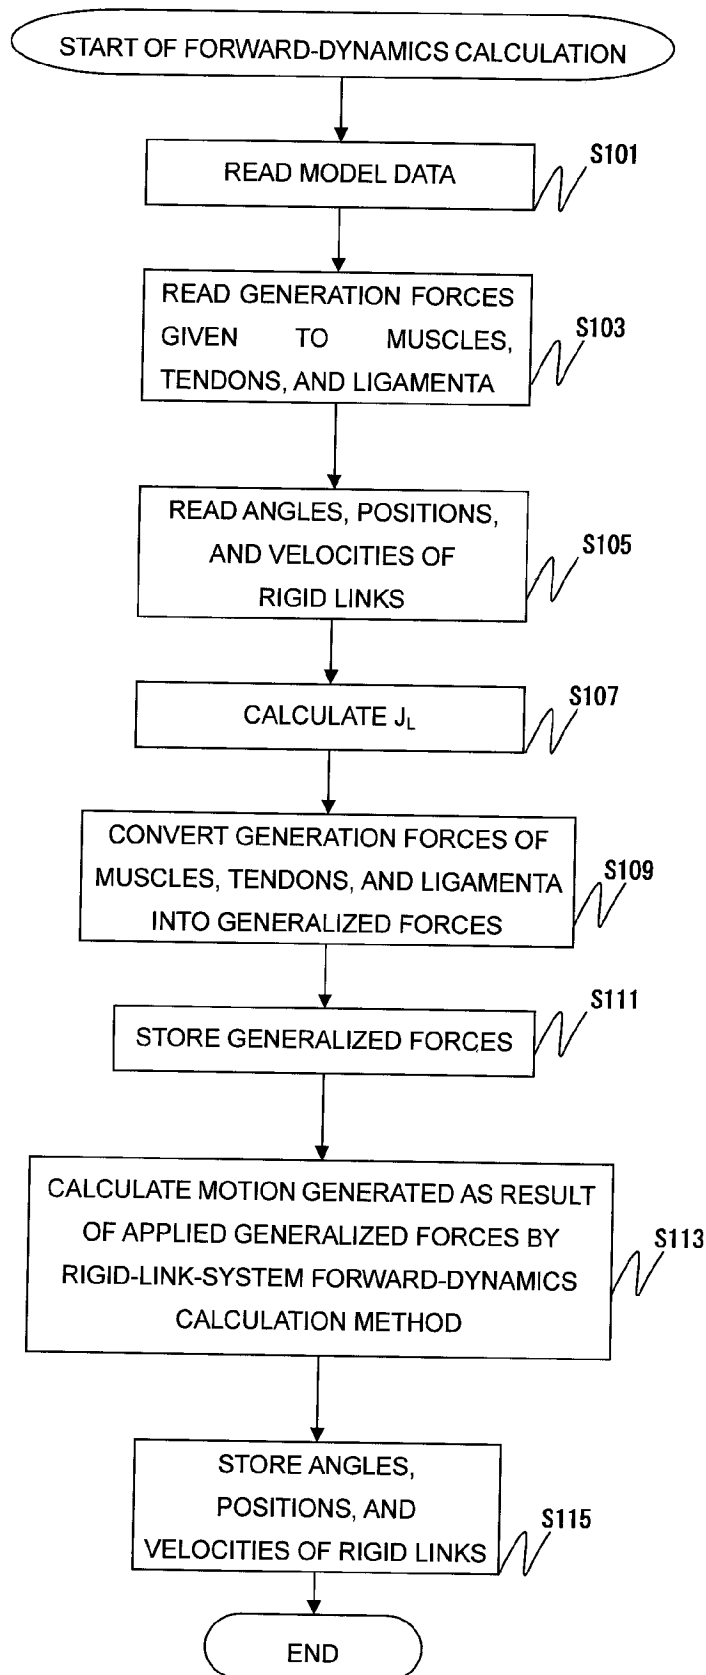 START OF FORWARD-DYNAMICS CALCULATION
S101
READ MODEL DATA
READ GENERATION FORCES
S103
GIVEN TO MUSCLES,
TENDONS, AND LIGAMENTA
READ ANGLES, POSITIONS,
S105
AND VELOCITIES OF
RIGID LINKS
S107
CALCULATE JL
CONVERT GENERATION FORCES OF
S109
MUSCLES, TENDONS, AND LIGAMENTA
INTO GENERALIZED FORCES
S111
STORE GENERALIZED FORCES
CALCULATE MOTION GENERATED AS RESULT
OF APPLIED GENERALIZED FORCES BY
S113
RIGID-LINK-SYSTEM FORWARD-DYNAMICS
CALCULATION METHOD
STORE ANGLES,
POSITIONS, AND
S115
VELOCITIES OF RIGID LINKS
END